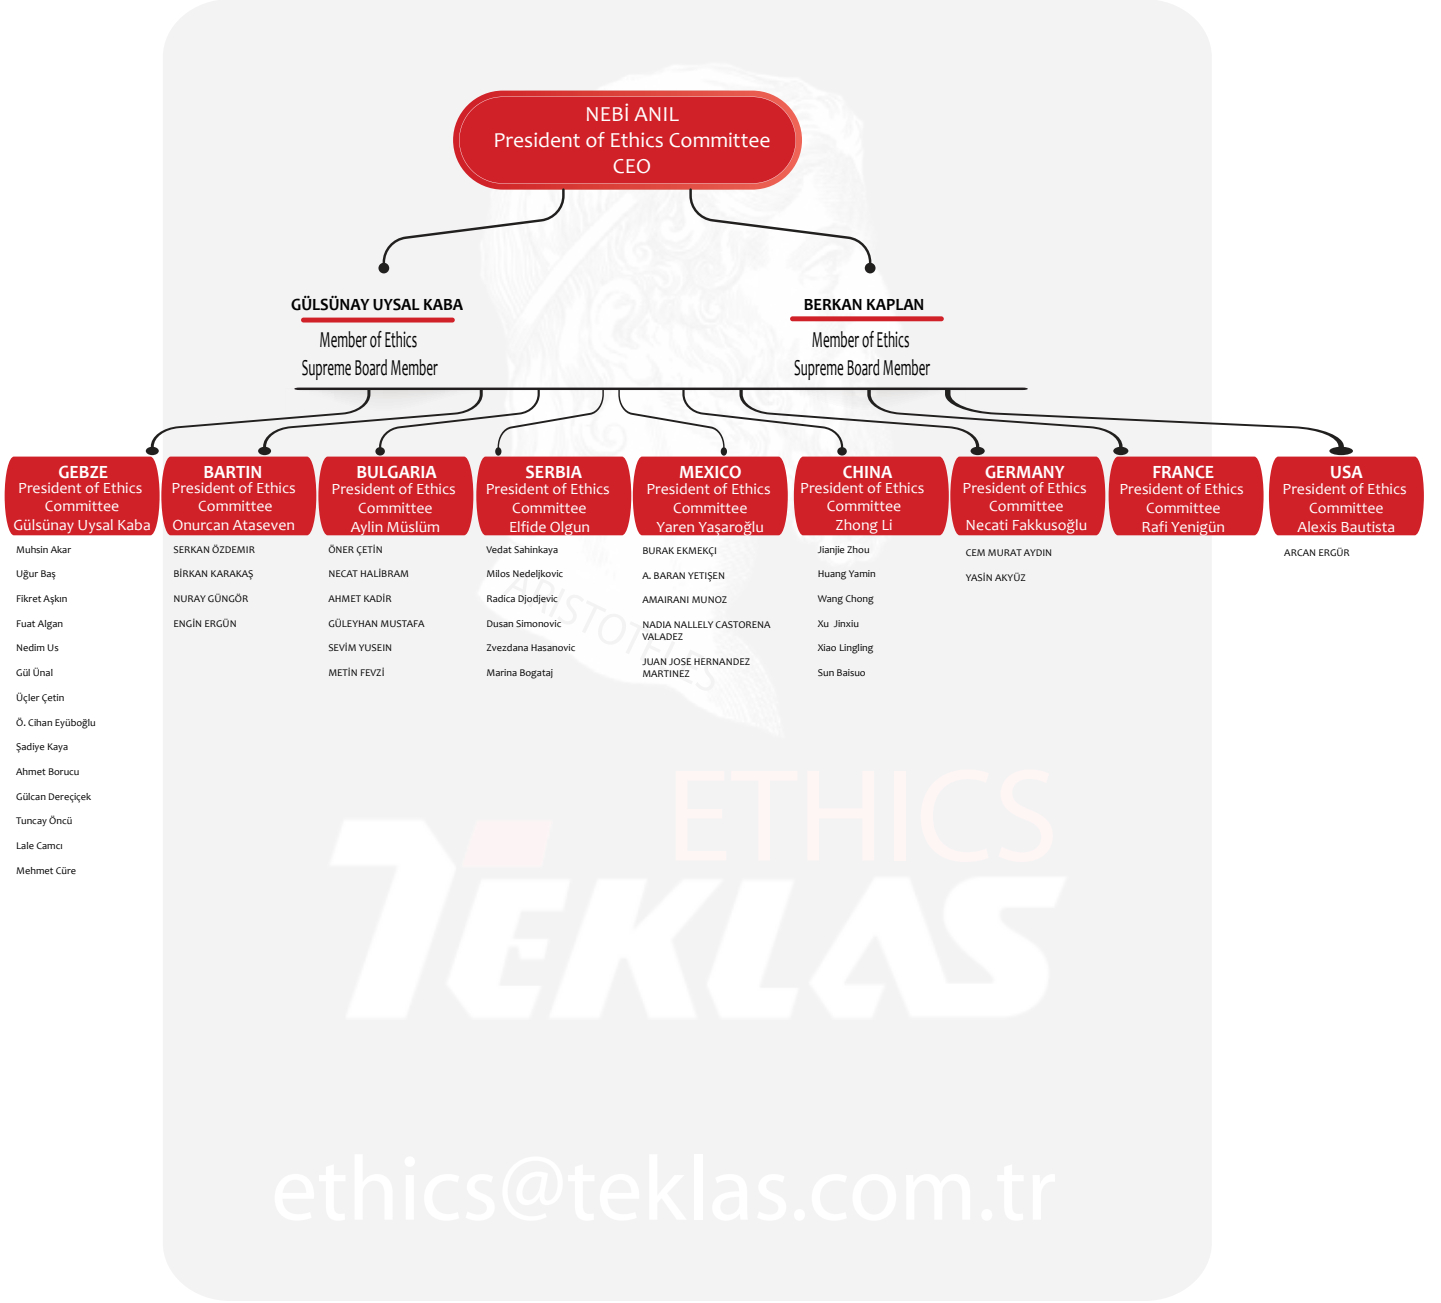 NEBİ ANIL
President of Ethics Committee
CEO
GÜLSÜNAY UYSAL KABA
Member of Ethics
Supreme Board Member
BERKAN KAPLAN
Member of Ethics
Supreme Board Member
GEBZE
President of Ethics
Committee
Gülsünay Uysal Kaba
Muhsin Akar
Uğur Baş
Fikret Aşkın
Fuat Algan
Nedim Us
Gül Ünal
Üçler Çetin
Ö. Cihan Eyüboğlu
Şadiye Kaya
Ahmet Borucu
Gülcan Dereçiçek
Tuncay Öncü
Lale Camcı
Mehmet Cüre
BARTIN
President of Ethics
Committee
Onurcan Ataseven
SERKAN ÖZDEMIR
BİRKAN KARAKAŞ
NURAY GÜNGÖR
ENGİN ERGÜN
BULGARIA
President of Ethics
Committee
Aylin Müslüm
ÖNER ÇETİN
NECAT HALİBRAM
AHMET KADİR
GÜLEYHAN MUSTAFA
SEVİM YUSEIN
METİN FEVZİ
SERBIA
President of Ethics
Committee
Elfide Olgun
Vedat Sahinkaya
Milos Nedeljkovic
Radica Djodjevic
Dusan Simonovic
Zvezdana Hasanovic
Marina Bogataj
MEXICO
President of Ethics
Committee
Yaren Yaşaroğlu
BURAK EKMEKÇI
A. BARAN YETIŞEN
AMAIRANI MUNOZ
NADIA NALLELY CASTORENA
VALADEZ
JUAN JOSE HERNANDEZ
MARTINEZ
CHINA
President of Ethics
Committee
Zhong Li
Jianjie Zhou
Huang Yamin
Wang Chong
Xu Jinxiu
Xiao Lingling
Sun Baisuo
GERMANY
President of Ethics
Committee
Necati Fakkusoğlu
CEM MURAT AYDIN
YASİN AKYÜZ
FRANCE
President of Ethics
Committee
Rafi Yenigün
USA
President of Ethics
Committee
Alexis Bautista
ARCAN ERGÜR
ARISTOTELES
ETHICS
TEKLAS
ethics@teklas.com.tr